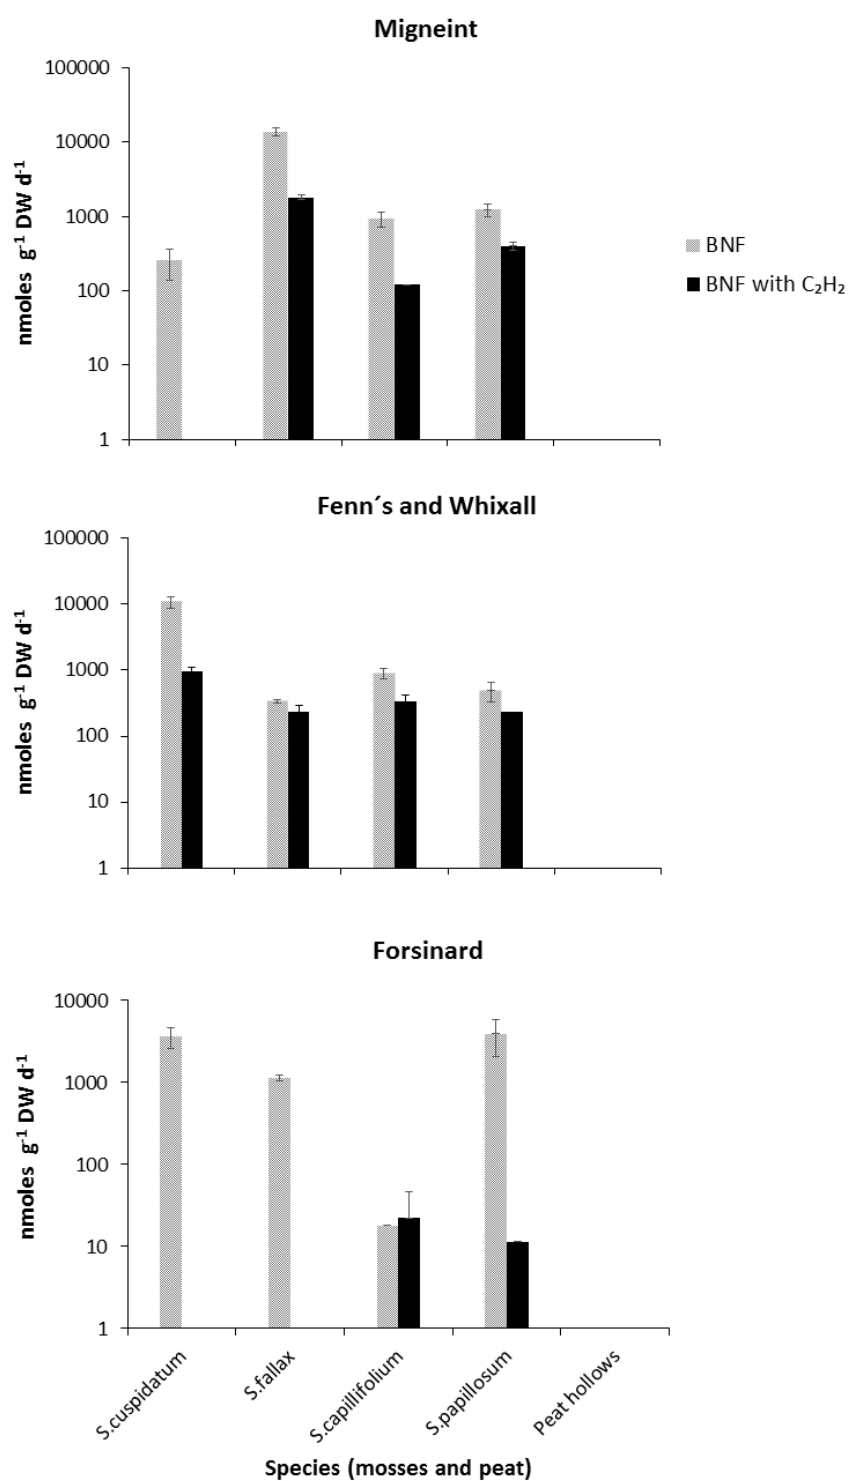 Migneint
100000
10000
1000
100
10
1
nmoles g⁻¹ DW d⁻¹
BNF
BNF with C₂H₂
Fenn´s and Whixall
100000
10000
1000
100
10
1
nmoles g⁻¹ DW d⁻¹
Forsinard
10000
1000
100
10
1
nmoles g⁻¹ DW d⁻¹
S.cuspidatum
S.fallax
S.capillifolium
S.papillosum
Peat hollows
Species (mosses and peat)